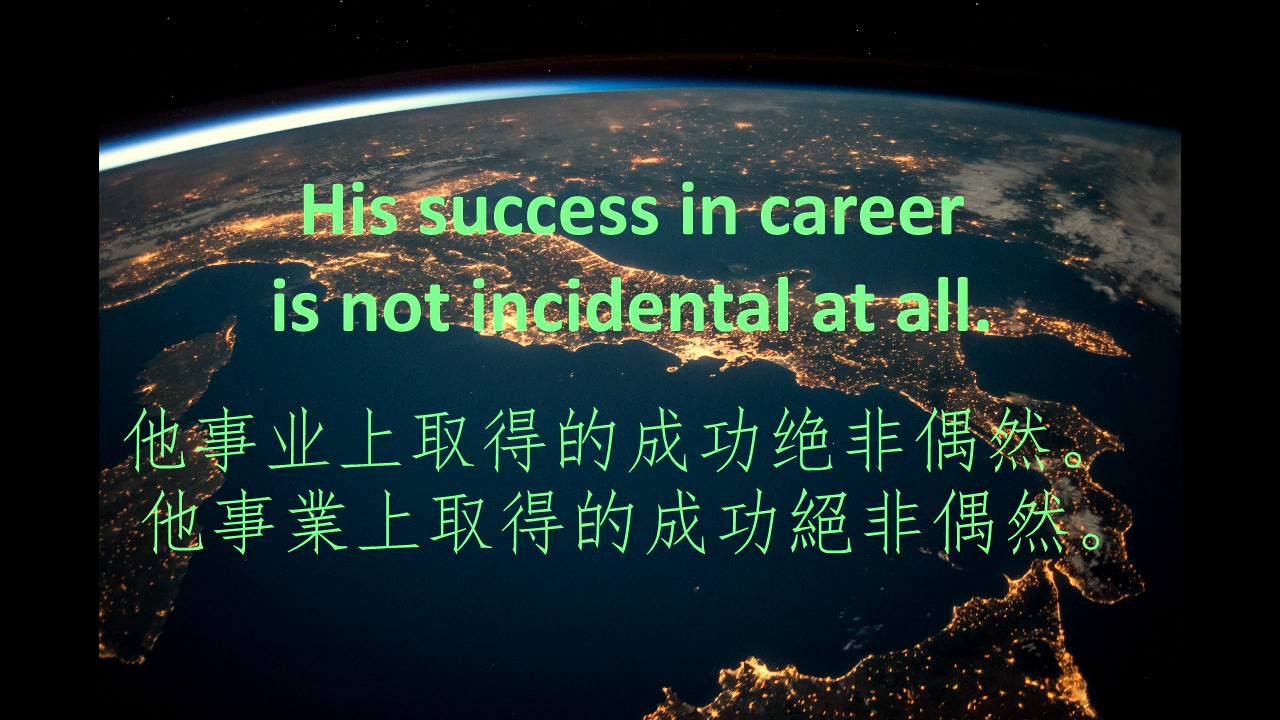 His success in career
is not incidental at all.
他事业上取得的成功绝非偶然。
他事業上取得的成功絕非偶然。